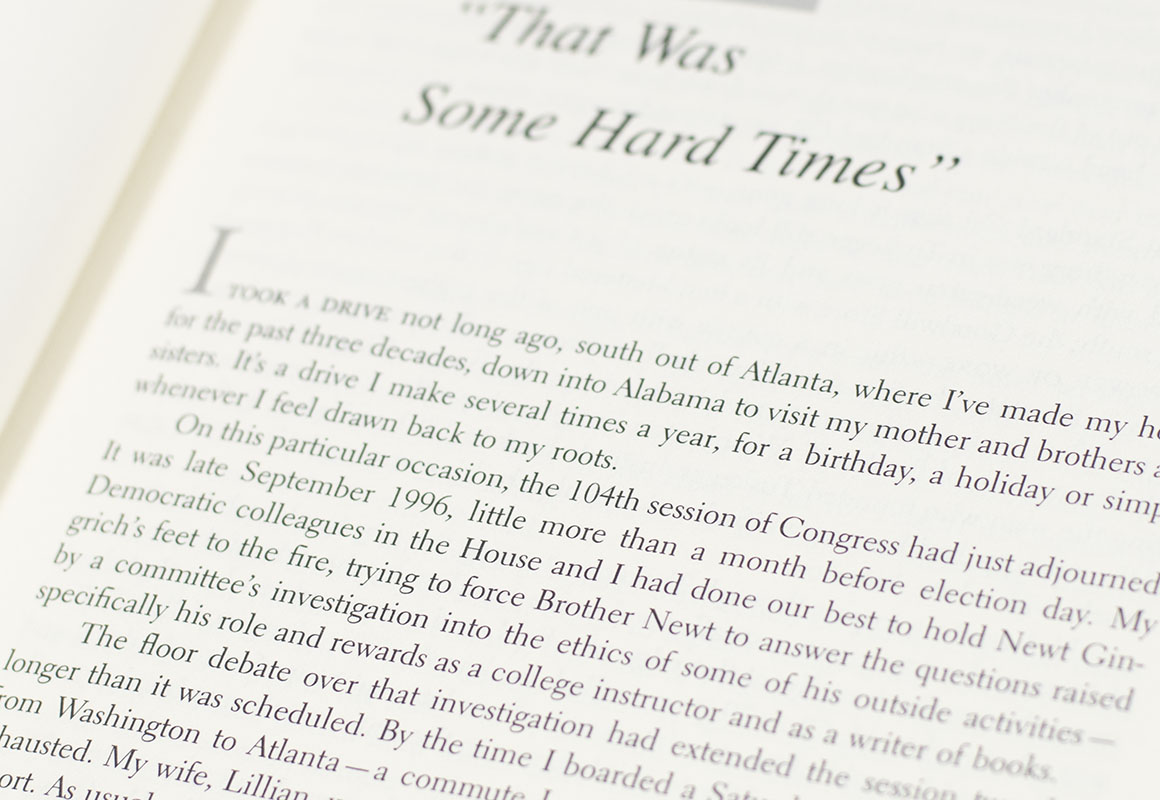 “That Was
Some Hard Times”
I TOOK A DRIVE not long ago, south out of Atlanta, where I’ve made my
for the past three decades, down into Alabama to visit my mother and brothers
sisters. It’s a drive I make several times a year, for a birthday, a holiday or
whenever I feel drawn back to my roots.
On this particular occasion, the 104th session of Congress had just adjourned
It was late September 1996, little more than a month before election day. My
Democratic colleagues in the House and I had done our best to hold Newt Gin-
grich’s feet to the fire, trying to force Brother Newt to answer the questions raised
by a committee’s investigation into the ethics of some of his outside activities—
specifically his role and rewards as a college instructor and as a writer of books.
The floor debate over that investigation had extended the session
longer than it was scheduled. By the time I boarded a
from Washington to Atlanta—a commute I
My wife, Lillian,
As